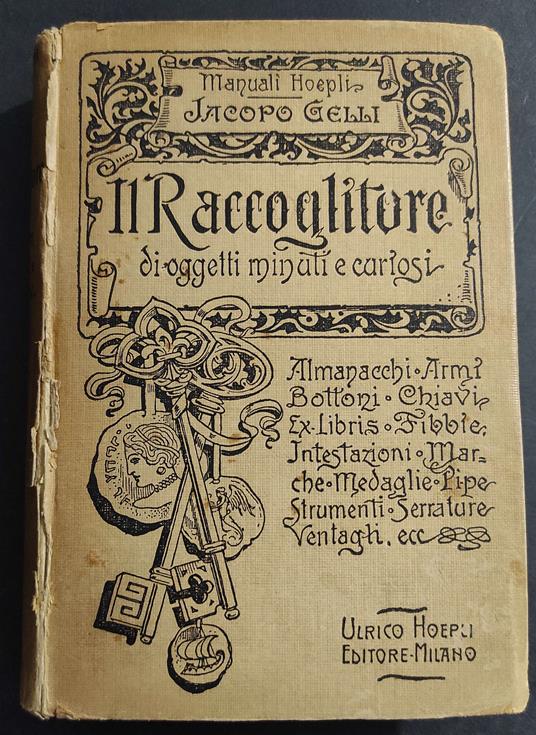 Manuali Hoepli
Jacopo Gelli
Il Raccoglitore
di oggetti minuti e curiosi
Almanacchi • Armi
Bottoni • Chiavi
Ex-Libris • Fibbie,
Intestazioni • Mar-
che • Medaglie • Pipe
Strumenti • Serrature
Ventagli, ecc
Ulrico Hoepli
Editore-Milano